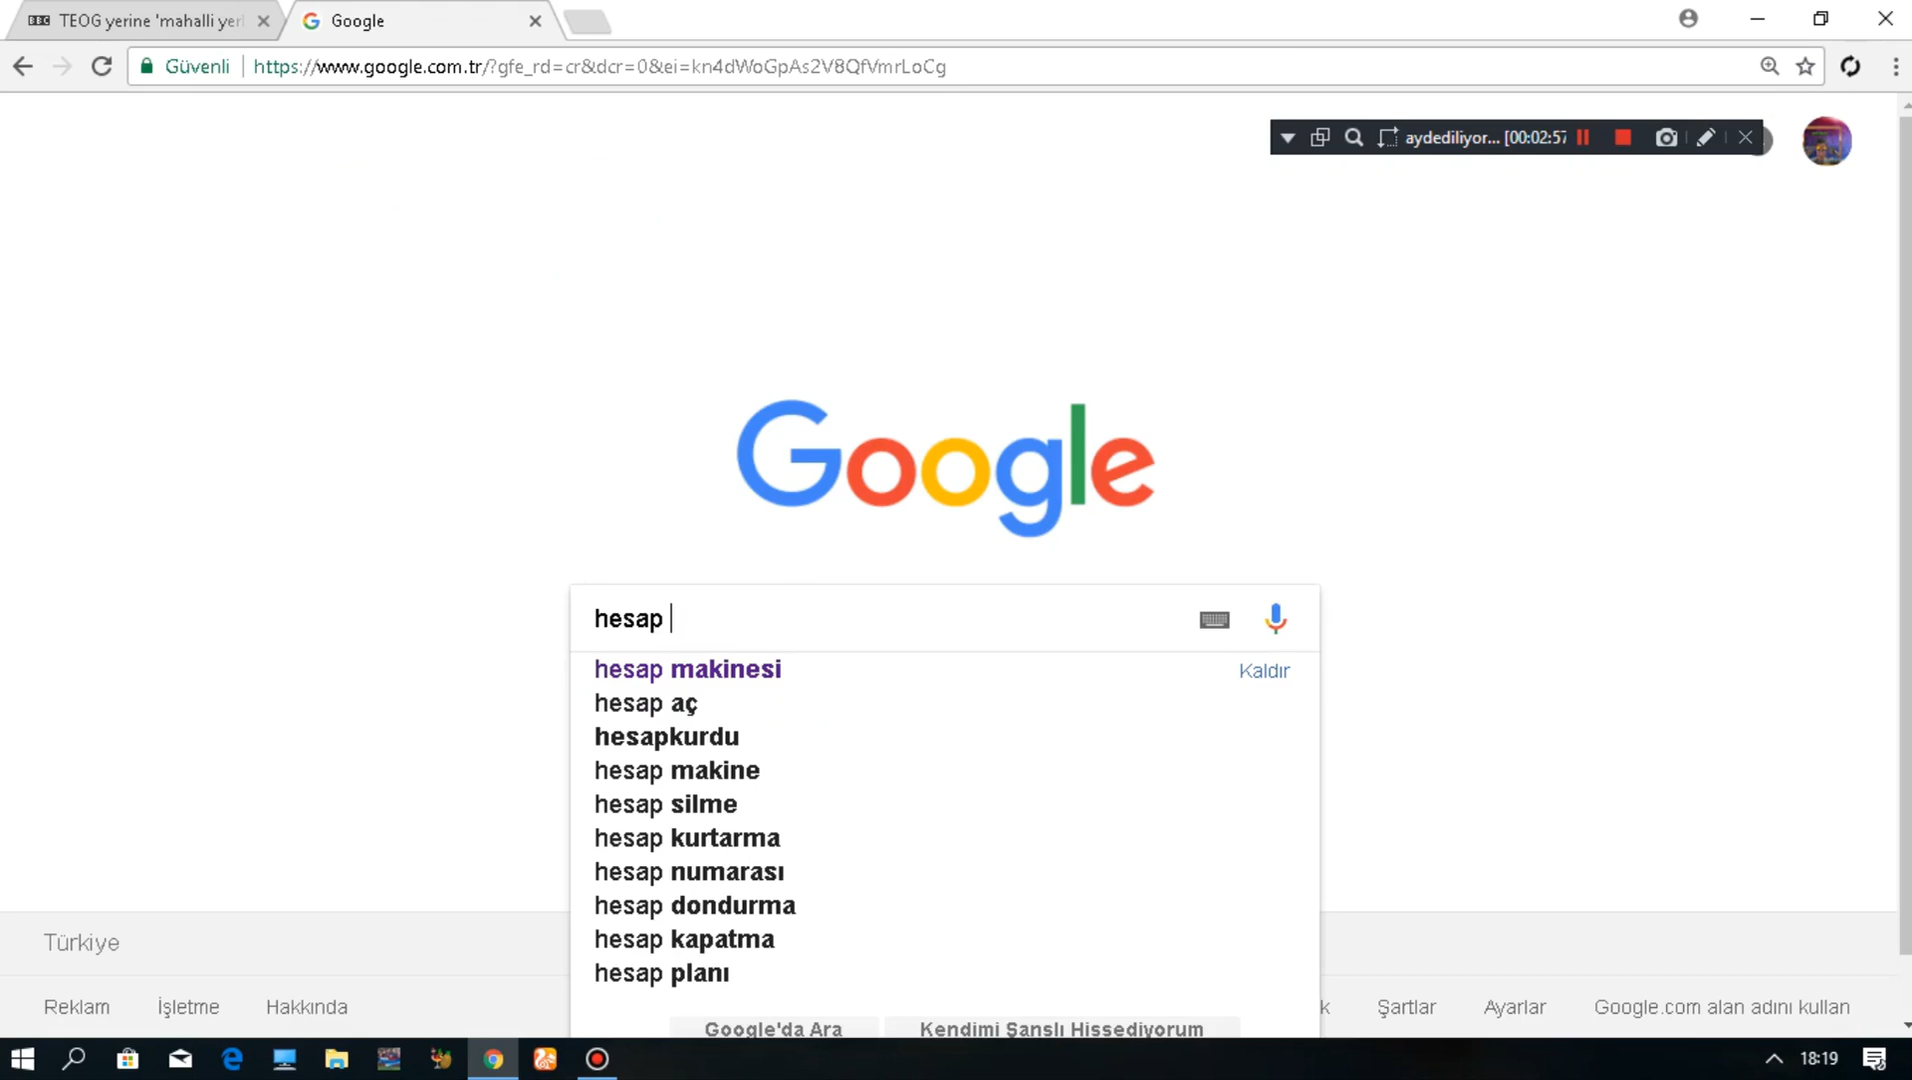 BBC TEOG yerine 'mahalli yerl
Google
Güvenli https://www.google.com.tr/?gfe_rd=cr&dcr=0&ei=kn4dWoGpAs2V8QfVmrLoCg
aydediliyor... [00:02:57
Google
hesap
hesap makinesi Kaldır
hesap aç
hesapkurdu
hesap makine
hesap silme
hesap kurtarma
hesap numarası
hesap dondurma
hesap kapatma
hesap planı
Google'da Ara Kendimi Şanslı Hissediyorum
Türkiye
Reklam İşletme Hakkında k Şartlar Ayarlar Google.com alan adını kullan
18:19